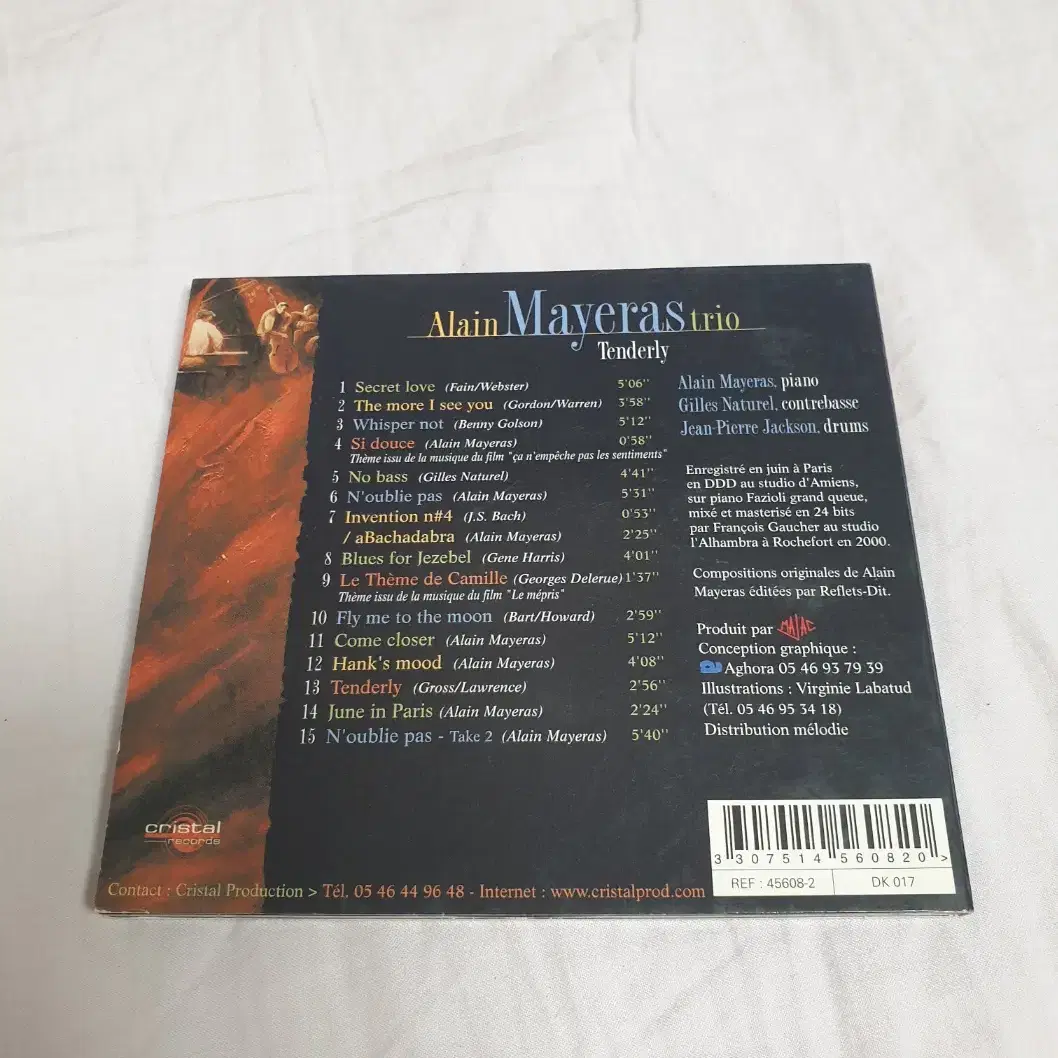 Alain Mayeras trio
Tenderly
1 Secret love (Fain/Webster) 5'06''
2 The more I see you (Gordon/Warren) 3'58''
3 Whisper not (Benny Golson) 5'12''
4 Si douce (Alain Mayeras) 0'58''
Thème issu de la musique du film "ça n'empêche pas les sentiments"
5 No bass (Gilles Naturel) 4'41''
6 N'oublie pas (Alain Mayeras) 5'31''
7 Invention n#4 (J.S. Bach) 0'53''
/ aBachadabra (Alain Mayeras) 2'25''
8 Blues for Jezebel (Gene Harris) 4'01''
9 Le Thème de Camille (Georges Delerue) 1'37''
Thème issu de la musique du film "Le mépris"
10 Fly me to the moon (Bart/Howard) 2'59''
11 Come closer (Alain Mayeras) 5'12''
12 Hank's mood (Alain Mayeras) 4'08''
13 Tenderly (Gross/Lawrence) 2'56''
14 June in Paris (Alain Mayeras) 2'24''
15 N'oublie pas - Take 2 (Alain Mayeras) 5'40''
Alain Mayeras, piano
Gilles Naturel, contrebasse
Jean-Pierre Jackson, drums
Enregistré en juin à Paris
en DDD au studio d'Amiens,
sur piano Fazioli grand queue,
mixé et masterisé en 24 bits
par François Gaucher au studio
l'Alhambra à Rochefort en 2000.
Compositions originales de Alain
Mayeras éditées par Reflets-Dit.
Produit par MAJAC
Conception graphique :
Aghora 05 46 93 79 39
Illustrations : Virginie Labatud
(Tél. 05 46 95 34 18)
Distribution mélodie
cristal
records
Contact : Cristal Production > Tél. 05 46 44 96 48 - Internet : www.cristalprod.com
3 307514 560820 >
REF : 45608-2 DK 017